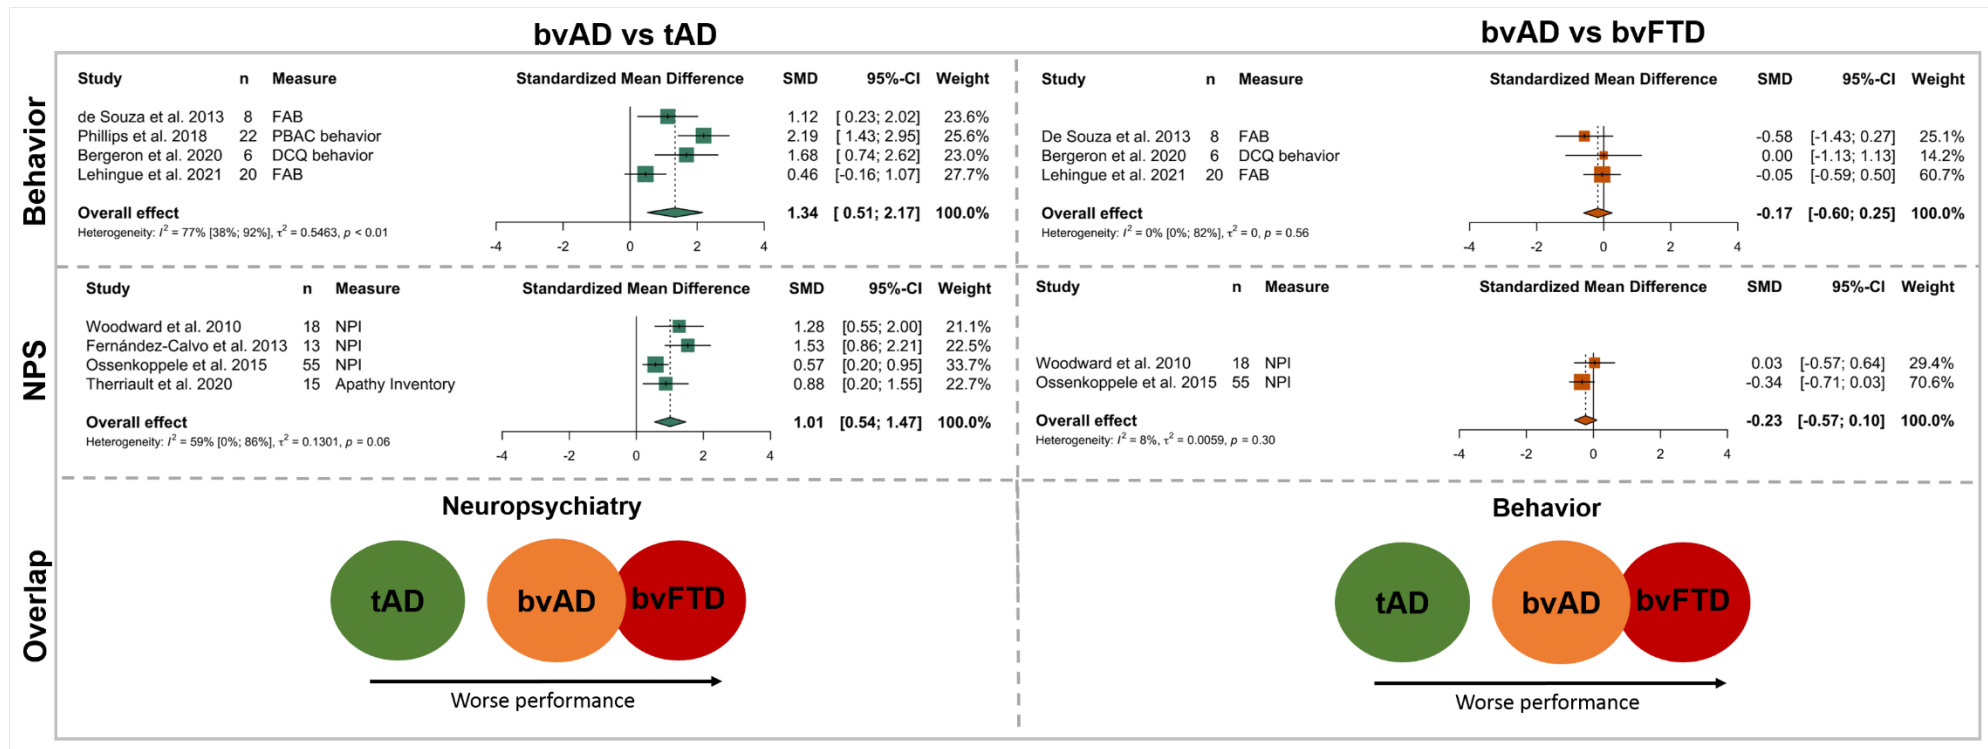 bvAD vs tAD
bvAD vs bvFTD
Behavior
Study n Measure Standardized Mean Difference SMD 95%-CI Weight
de Souza et al. 2013 8 FAB 1.12 [ 0.23; 2.02] 23.6%
Phillips et al. 2018 22 PBAC behavior 2.19 [ 1.43; 2.95] 25.6%
Bergeron et al. 2020 6 DCQ behavior 1.68 [ 0.74; 2.62] 23.0%
Lehingue et al. 2021 20 FAB 0.46 [-0.16; 1.07] 27.7%
Overall effect 1.34 [ 0.51; 2.17] 100.0%
Heterogeneity: I² = 77% [38%; 92%], τ² = 0.5463, p < 0.01
-4 -2 0 2 4
Study n Measure Standardized Mean Difference SMD 95%-CI Weight
De Souza et al. 2013 8 FAB -0.58 [-1.43; 0.27] 25.1%
Bergeron et al. 2020 6 DCQ behavior 0.00 [-1.13; 1.13] 14.2%
Lehingue et al. 2021 20 FAB -0.05 [-0.59; 0.50] 60.7%
Overall effect -0.17 [-0.60; 0.25] 100.0%
Heterogeneity: I² = 0% [0%; 82%], τ² = 0, p = 0.56
-4 -2 0 2 4
NPS
Study n Measure Standardized Mean Difference SMD 95%-CI Weight
Woodward et al. 2010 18 NPI 1.28 [0.55; 2.00] 21.1%
Fernández-Calvo et al. 2013 13 NPI 1.53 [0.86; 2.21] 22.5%
Ossenkoppele et al. 2015 55 NPI 0.57 [0.20; 0.95] 33.7%
Therriault et al. 2020 15 Apathy Inventory 0.88 [0.20; 1.55] 22.7%
Overall effect 1.01 [0.54; 1.47] 100.0%
Heterogeneity: I² = 59% [0%; 86%], τ² = 0.1301, p = 0.06
-4 -2 0 2 4
Study n Measure Standardized Mean Difference SMD 95%-CI Weight
Woodward et al. 2010 18 NPI 0.03 [-0.57; 0.64] 29.4%
Ossenkoppele et al. 2015 55 NPI -0.34 [-0.71; 0.03] 70.6%
Overall effect -0.23 [-0.57; 0.10] 100.0%
Heterogeneity: I² = 8%, τ² = 0.0059, p = 0.30
-4 -2 0 2 4
Overlap
Neuropsychiatry
tAD bvAD bvFTD
Worse performance
Behavior
tAD bvAD bvFTD
Worse performance